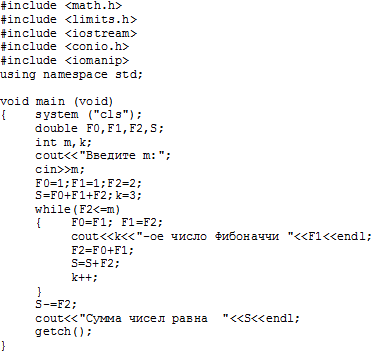 #include <math.h>
#include <limits.h>
#include <iostream>
#include <conio.h>
#include <iomanip>
using namespace std;
void main (void)
{    system ("cls");
     double F0,F1,F2,S;
     int m,k;
     cout<<"Введите m:";
     cin>>m;
     F0=1;F1=1;F2=2;
     S=F0+F1+F2;k=3;
     while(F2<=m)
     {    F0=F1; F1=F2;
          cout<<k<<"-ое число Фибоначчи "<<F1<<endl;
          F2=F0+F1;
          S=S+F2;
          k++;
     }
     S-=F2;
     cout<<"Сумма чисел равна  "<<S<<endl;
     getch();
}